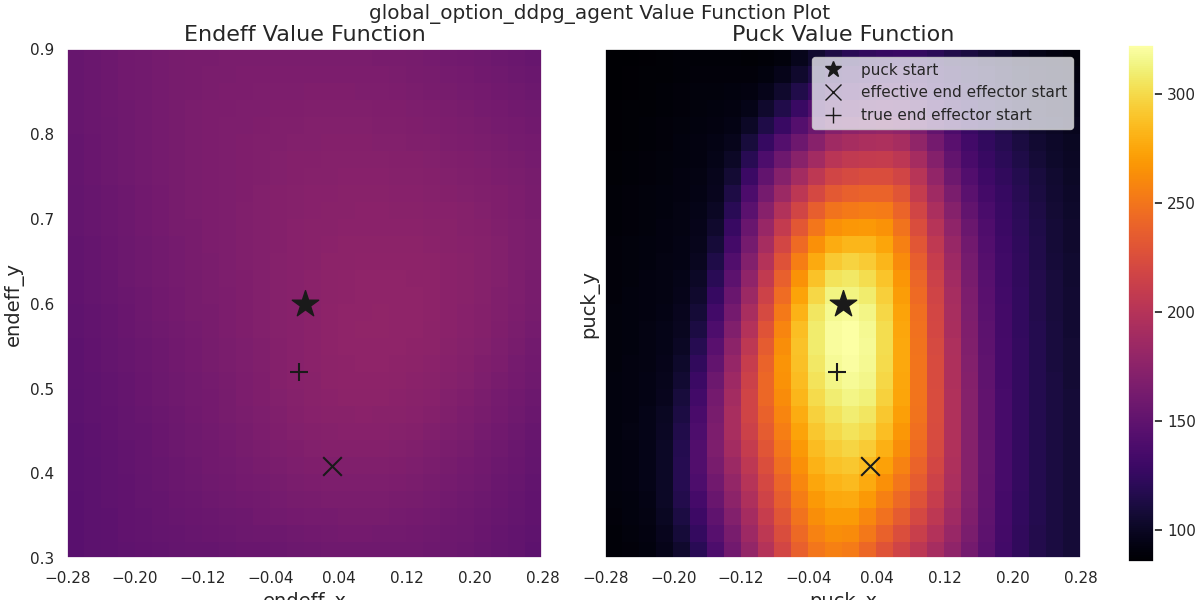 global_option_ddpg_agent Value Function Plot
Endeff Value Function
Puck Value Function
puck start
effective end effector start
true end effector start
endeff_y
0.9
0.8
0.7
0.6
0.5
0.4
0.3
−0.28 −0.20 −0.12 −0.04 0.04 0.12 0.20 0.28
endeff_x
puck_y
−0.28 −0.20 −0.12 −0.04 0.04 0.12 0.20 0.28
puck_x
300
250
200
150
100